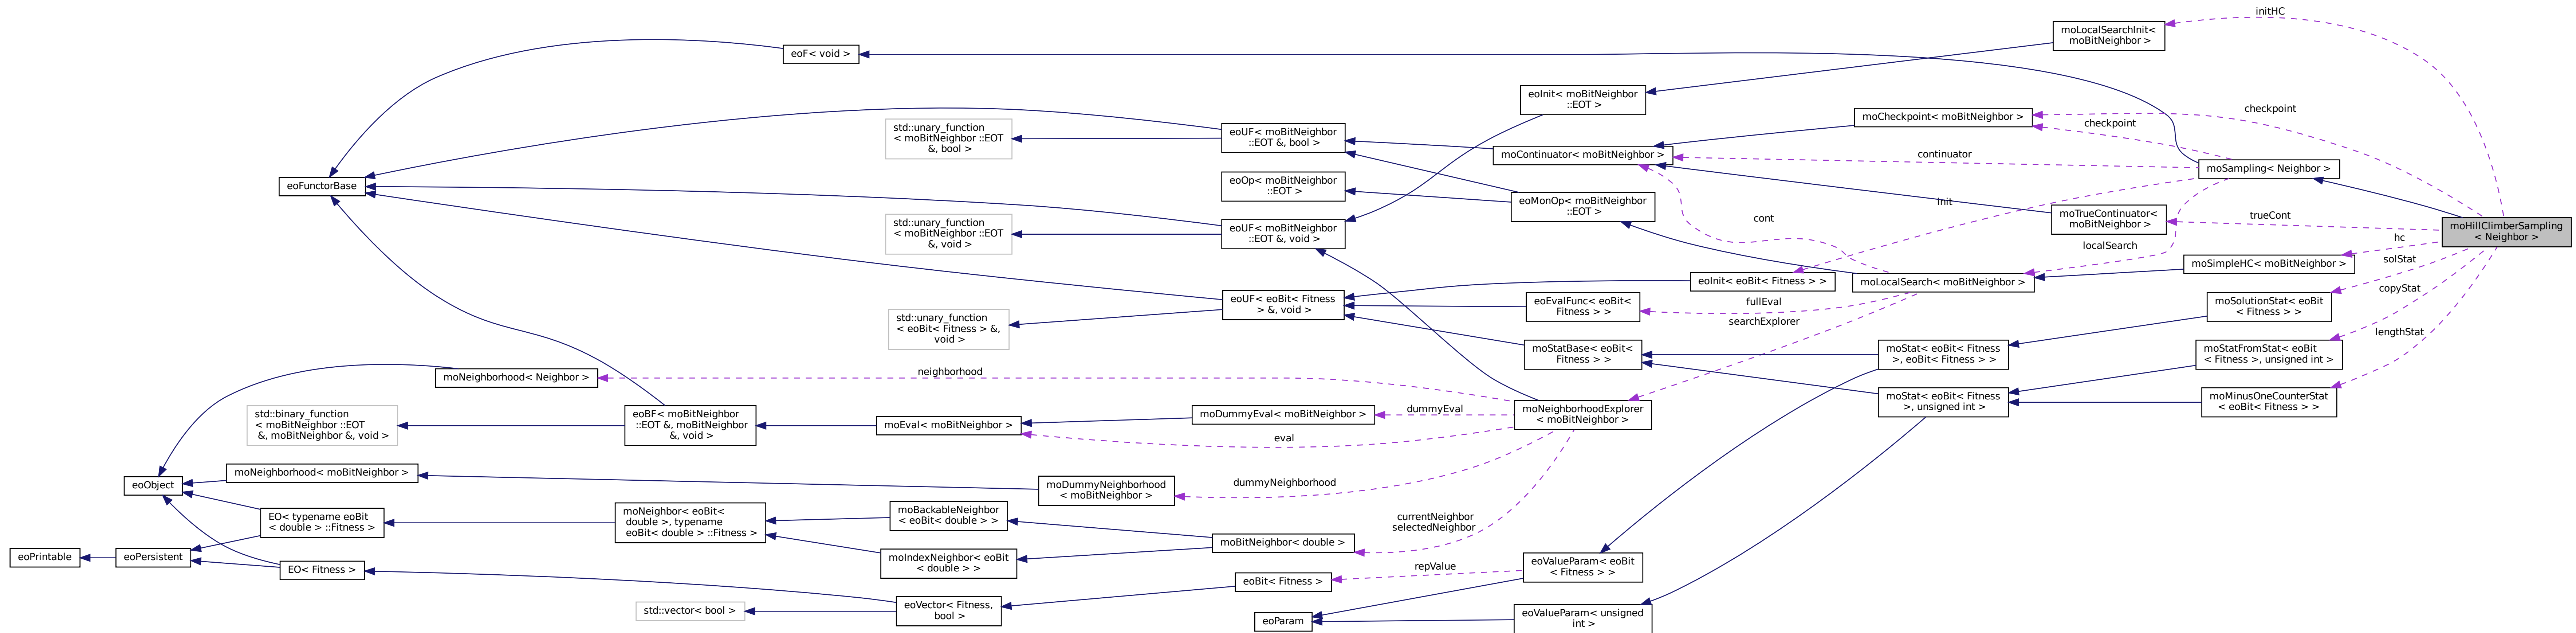 initHC
moLocalSearchInit<
moBitNeighbor >
eoF< void >
eoInit< moBitNeighbor
::EOT >
checkpoint
moCheckpoint< moBitNeighbor >
checkpoint
std::unary_function
< moBitNeighbor ::EOT
&, bool >
eoUF< moBitNeighbor
::EOT &, bool >
moContinuator< moBitNeighbor >
continuator
moSampling< Neighbor >
eoFunctorBase
eoOp< moBitNeighbor
::EOT >
eoMonOp< moBitNeighbor
::EOT >
init
cont
moTrueContinuator<
moBitNeighbor >
trueCont
moHillClimberSampling
< Neighbor >
std::unary_function
< moBitNeighbor ::EOT
&, void >
eoUF< moBitNeighbor
::EOT &, void >
localSearch
hc
moSimpleHC< moBitNeighbor >
solStat
eoInit< eoBit< Fitness > >
moLocalSearch< moBitNeighbor >
copyStat
eoUF< eoBit< Fitness
> &, void >
eoEvalFunc< eoBit<
Fitness > >
fullEval
searchExplorer
moSolutionStat< eoBit
< Fitness > >
std::unary_function
< eoBit< Fitness > &,
void >
lengthStat
moStatBase< eoBit<
Fitness > >
moStat< eoBit< Fitness
>, eoBit< Fitness > >
moStatFromStat< eoBit
< Fitness >, unsigned int >
moNeighborhood< Neighbor >
neighborhood
moStat< eoBit< Fitness
>, unsigned int >
moMinusOneCounterStat
< eoBit< Fitness > >
std::binary_function
< moBitNeighbor ::EOT
&, moBitNeighbor &, void >
eoBF< moBitNeighbor
::EOT &, moBitNeighbor
&, void >
moEval< moBitNeighbor >
moDummyEval< moBitNeighbor >
dummyEval
eval
moNeighborhoodExplorer
< moBitNeighbor >
eoObject
moNeighborhood< moBitNeighbor >
moDummyNeighborhood
< moBitNeighbor >
dummyNeighborhood
EO< typename eoBit
< double > ::Fitness >
moNeighbor< eoBit<
double >, typename
eoBit< double > ::Fitness >
moBackableNeighbor
< eoBit< double > >
currentNeighbor
selectedNeighbor
moBitNeighbor< double >
eoPrintable
eoPersistent
EO< Fitness >
moIndexNeighbor< eoBit
< double > >
eoBit< Fitness >
repValue
eoValueParam< eoBit
< Fitness > >
std::vector< bool >
eoVector< Fitness,
bool >
eoParam
eoValueParam< unsigned
int >